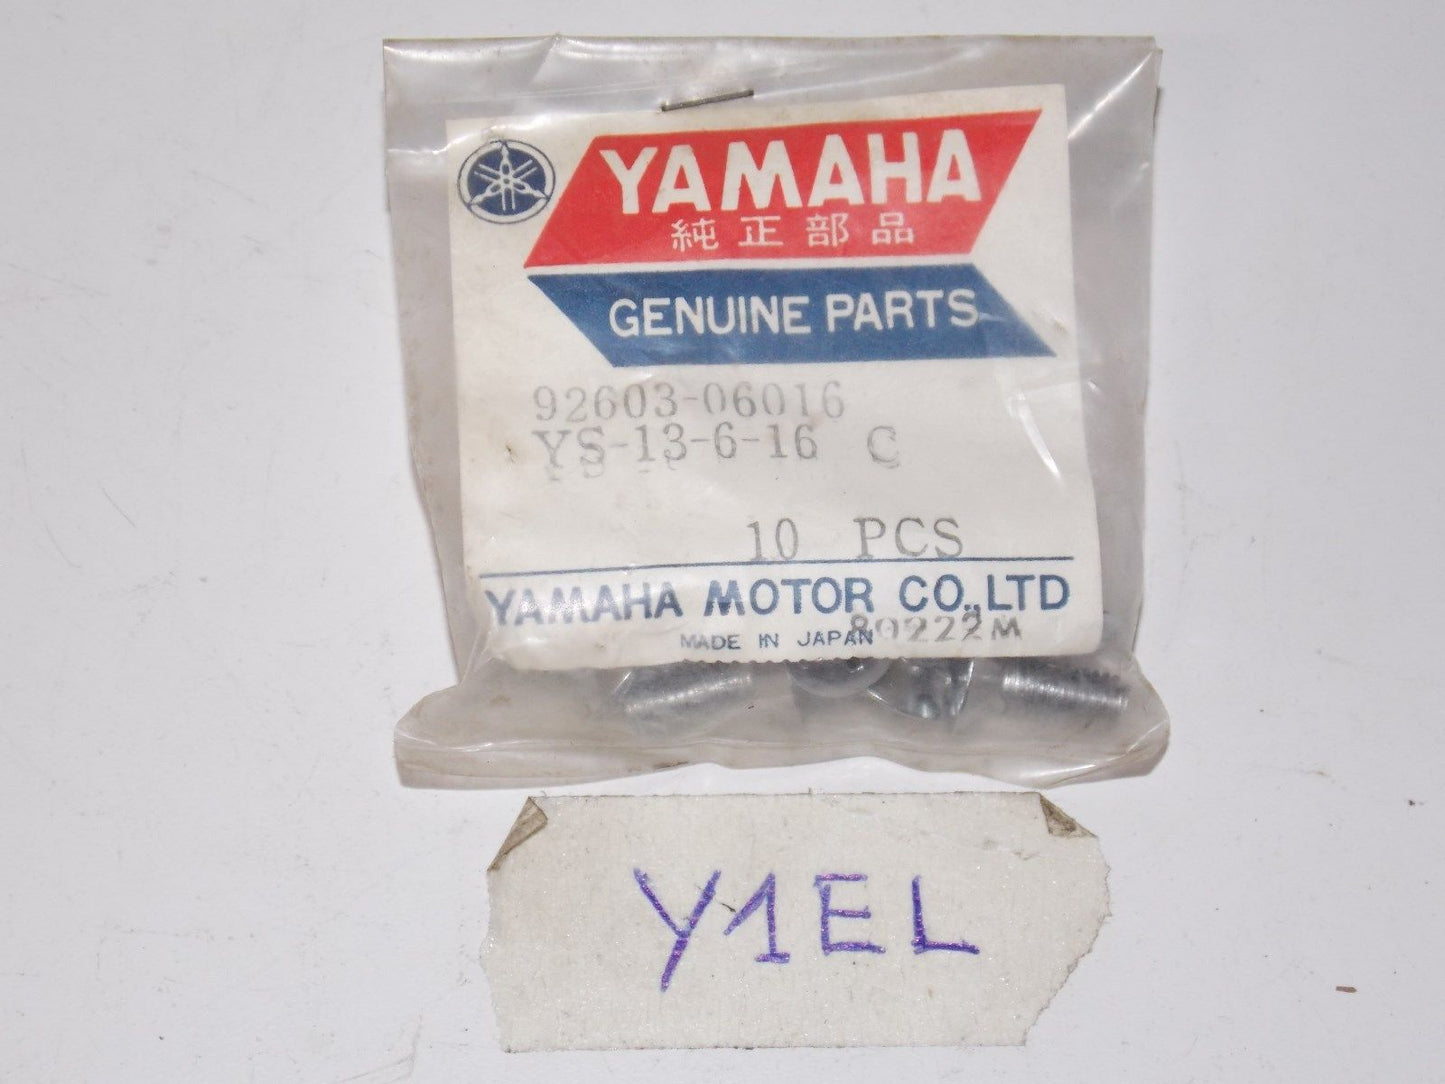 YAMAHA
純正部品
GENUINE PARTS
92603-06016
YS-13-6-16 C
10 PCS
YAMAHA MOTOR CO.,LTD
MADE IN JAPAN 80222M
Y1EL